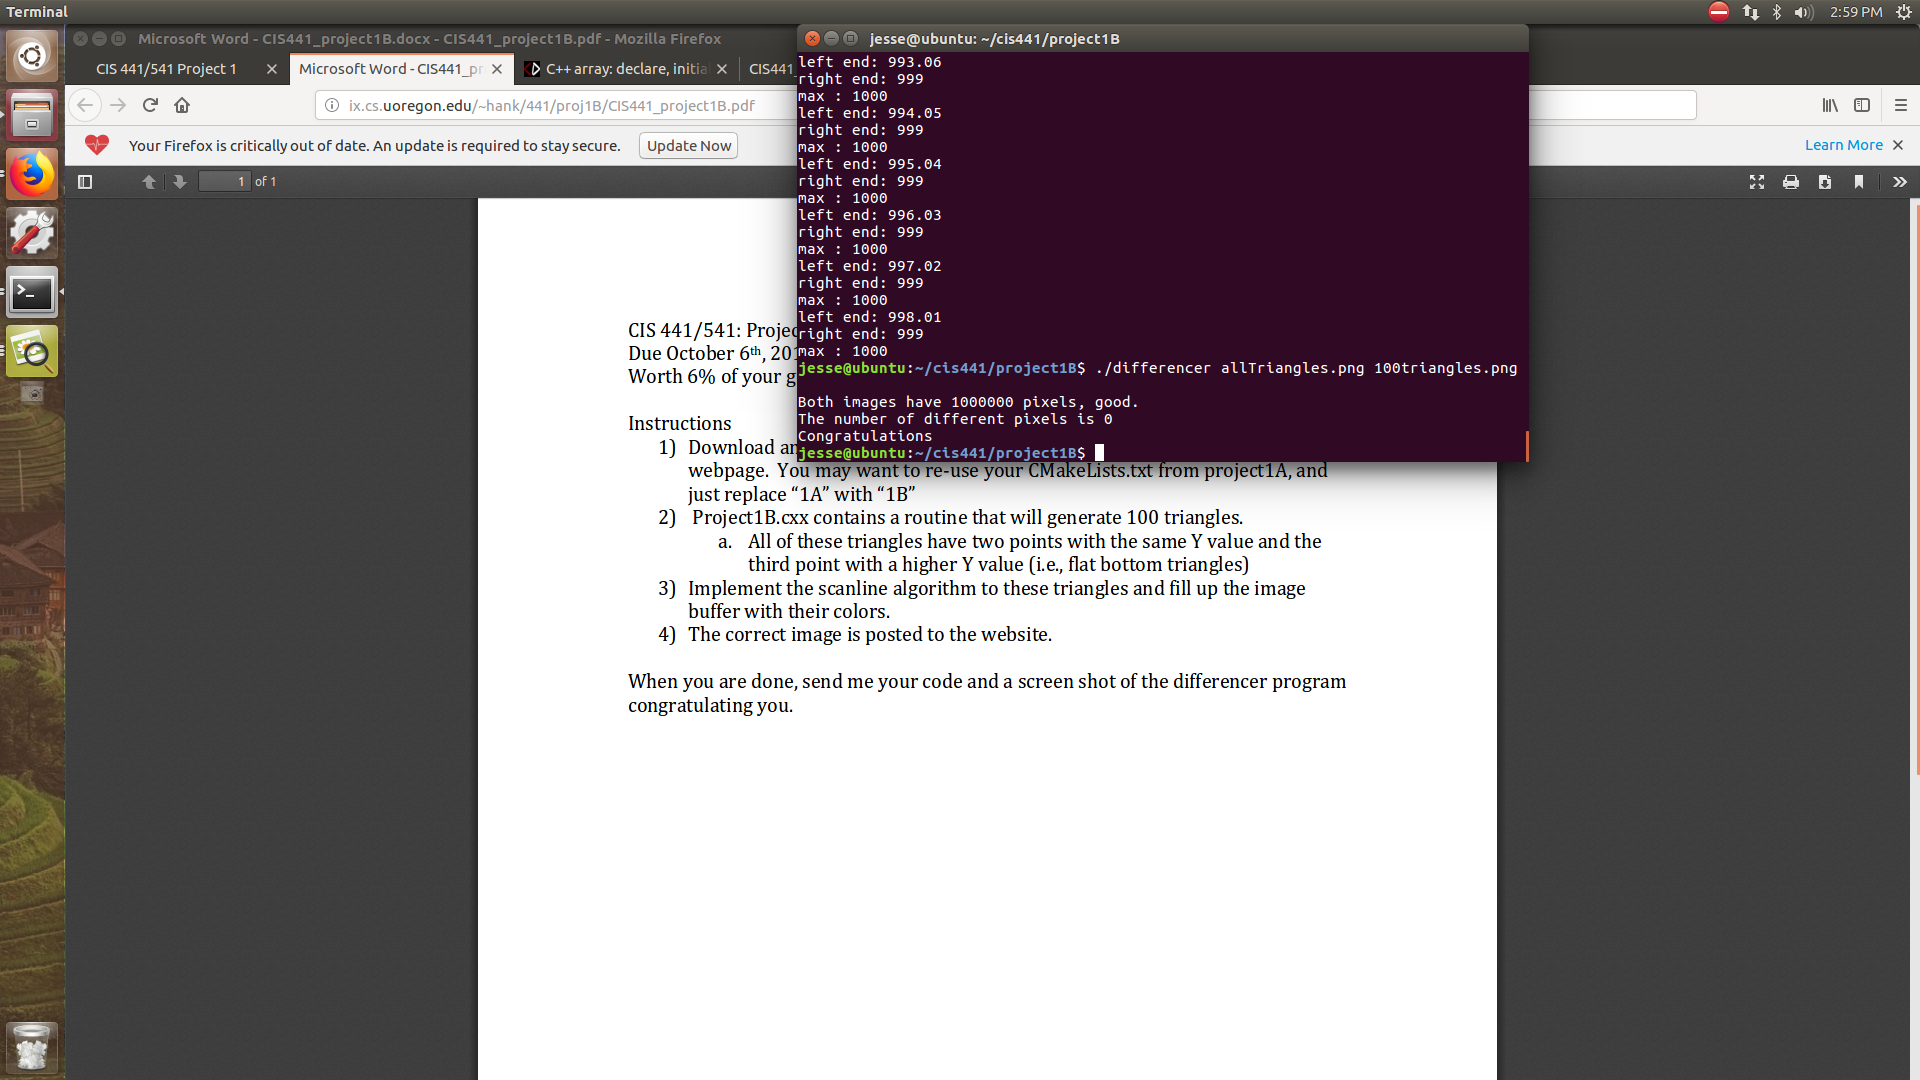 Terminal
2:59 PM
Microsoft Word - CIS441_project1B.docx - CIS441_project1B.pdf - Mozilla Firefox
CIS 441/541 Project 1
Microsoft Word - CIS441_pr
C++ array: declare, initia
CIS441_
ix.cs.uoregon.edu/~hank/441/proj1B/CIS441_project1B.pdf
Your Firefox is critically out of date. An update is required to stay secure.
Update Now
Learn More
1 of 1
jesse@ubuntu: ~/cis441/project1B
left end: 993.06
right end: 999
max : 1000
left end: 994.05
right end: 999
max : 1000
left end: 995.04
right end: 999
max : 1000
left end: 996.03
right end: 999
max : 1000
left end: 997.02
right end: 999
max : 1000
left end: 998.01
right end: 999
max : 1000
jesse@ubuntu:~/cis441/project1B$ ./differencer allTriangles.png 100triangles.png
Both images have 1000000 pixels, good.
The number of different pixels is 0
Congratulations
jesse@ubuntu:~/cis441/project1B$
CIS 441/541: Projec
Due October 6th, 201
Worth 6% of your g
Instructions
1) Download an
webpage. You may want to re-use your CMakeLists.txt from project1A, and
just replace “1A” with “1B”
2) Project1B.cxx contains a routine that will generate 100 triangles.
a. All of these triangles have two points with the same Y value and the
third point with a higher Y value (i.e., flat bottom triangles)
3) Implement the scanline algorithm to these triangles and fill up the image
buffer with their colors.
4) The correct image is posted to the website.
When you are done, send me your code and a screen shot of the differencer program
congratulating you.